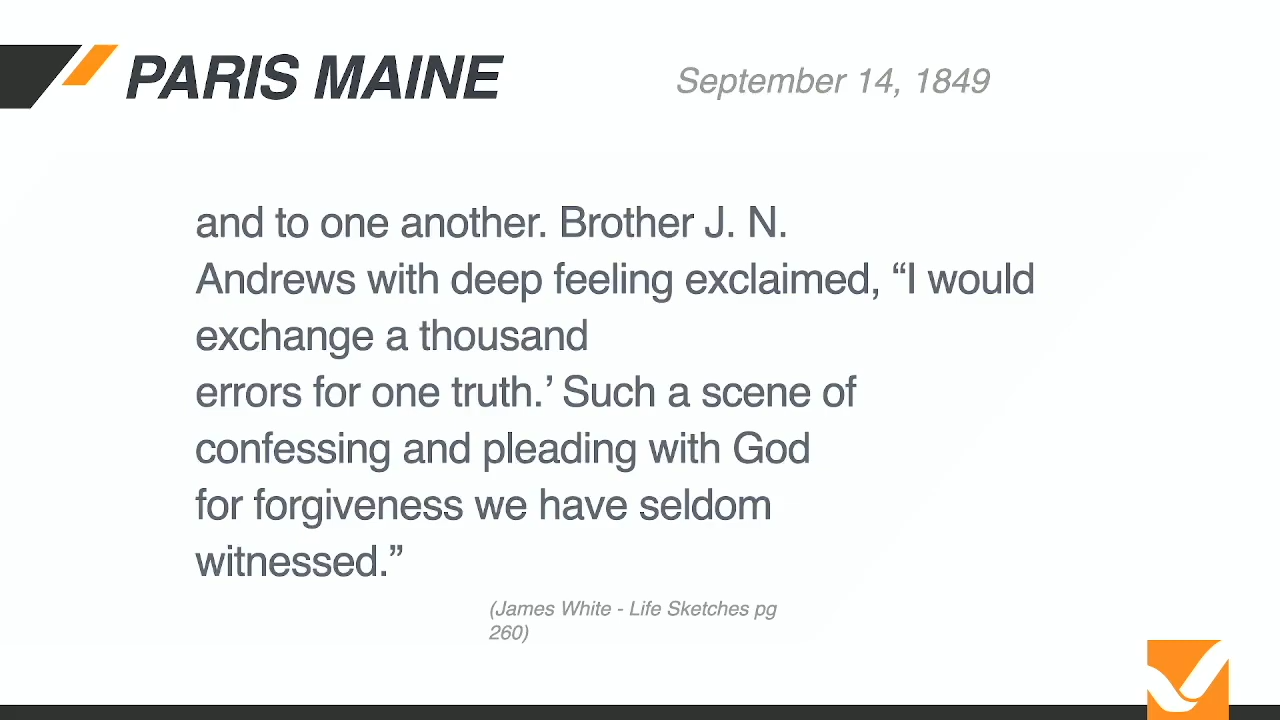 PARIS MAINE
September 14, 1849
and to one another. Brother J. N.
Andrews with deep feeling exclaimed, “I would
exchange a thousand
errors for one truth.’ Such a scene of
confessing and pleading with God
for forgiveness we have seldom
witnessed.”
(James White - Life Sketches pg
260)